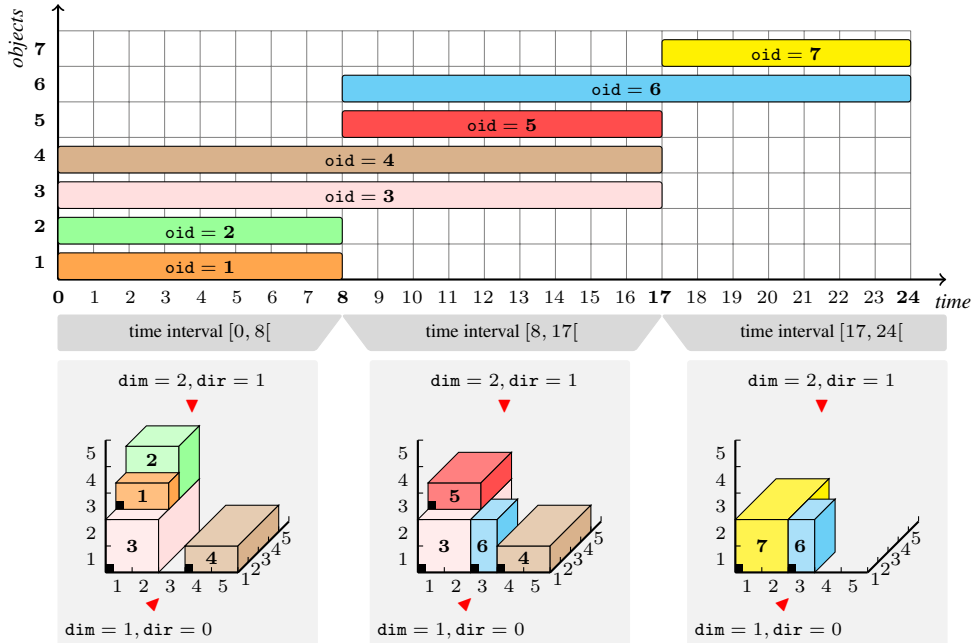 objects
7
oid = 7
6
oid = 6
5
oid = 5
4
oid = 4
3
oid = 3
2
oid = 2
1
oid = 1
0 1 2 3 4 5 6 7 8 9 10 11 12 13 14 15 16 17 18 19 20 21 22 23 24 time
time interval [0, 8[
time interval [8, 17[
time interval [17, 24[
dim = 2, dir = 1
5
4
3
2
1
2
1
3
4
1 2 3 4 5
1 2 3 4 5
dim = 1, dir = 0
dim = 2, dir = 1
5
4
3
2
1
5
3
6
4
1 2 3 4 5
1 2 3 4 5
dim = 1, dir = 0
dim = 2, dir = 1
5
4
3
2
1
7
6
1 2 3 4 5
1 2 3 4 5
dim = 1, dir = 0